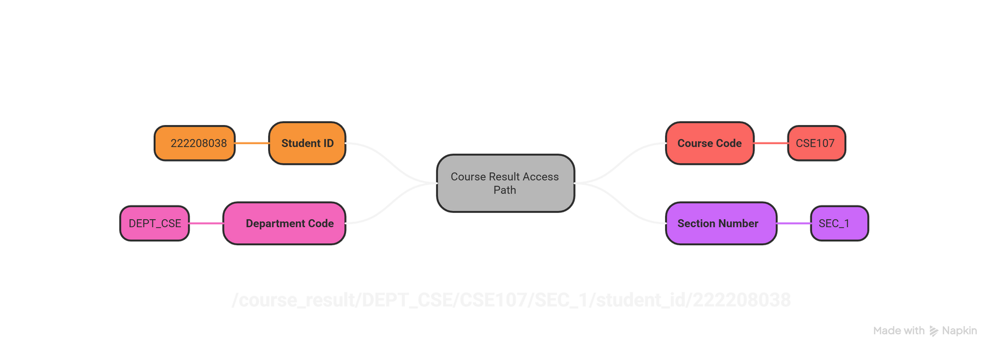 222208038
Student ID
Course Code
CSE107
Course Result Access
Path
DEPT_CSE
Department Code
Section Number
SEC_1
/course_result/DEPT_CSE/CSE107/SEC_1/student_id/222208038
Made with Napkin